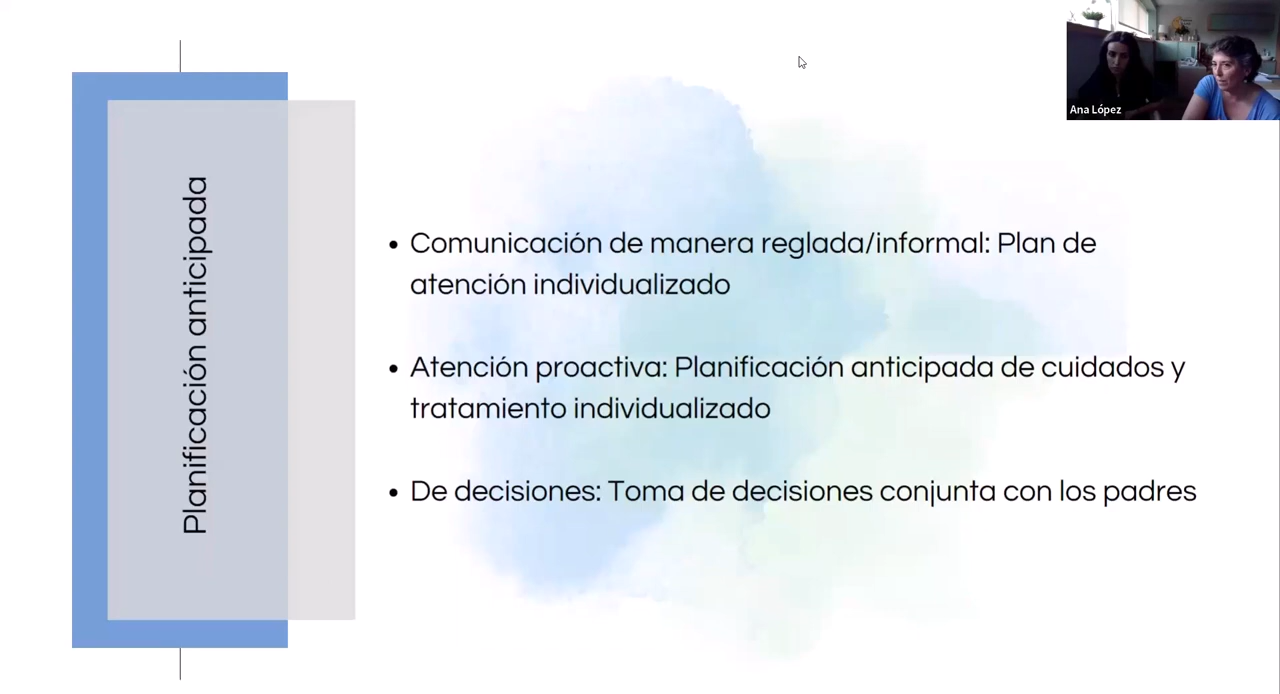 Ana López
Planificación anticipada
• Comunicación de manera reglada/informal: Plan de
atención individualizado
• Atención proactiva: Planificación anticipada de cuidados y
tratamiento individualizado
• De decisiones: Toma de decisiones conjunta con los padres